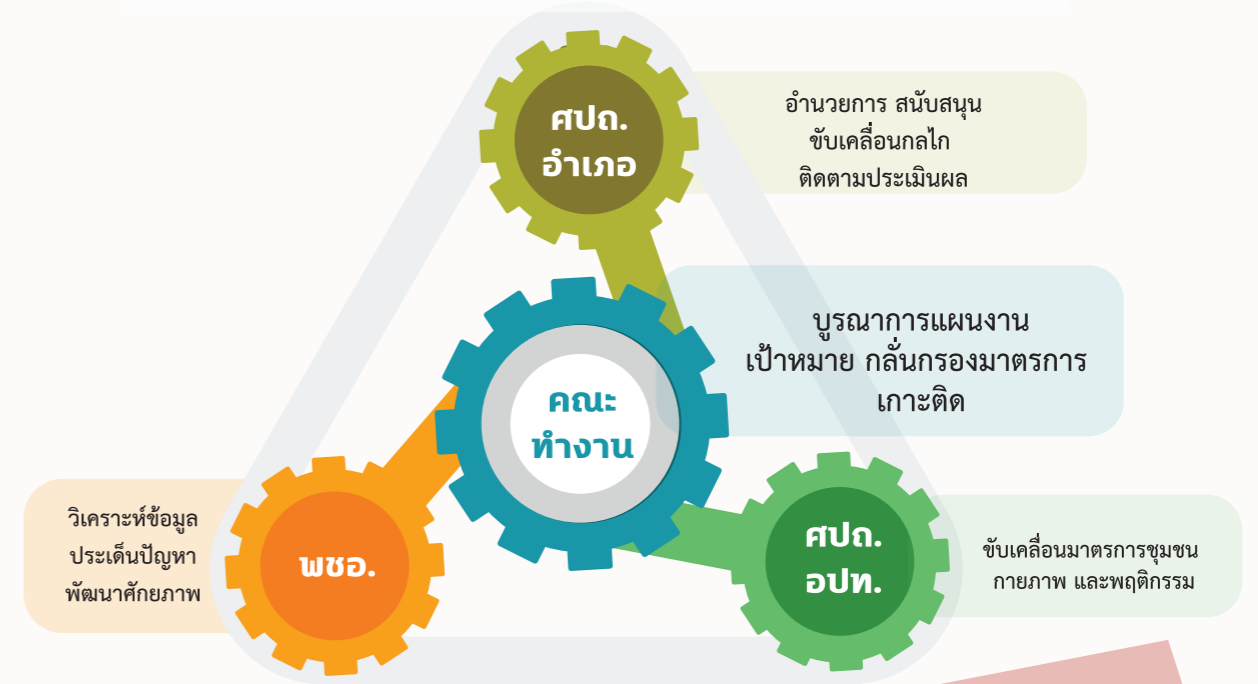 ศปถ.
อำเภอ
อำนวยการ สนับสนุน
ขับเคลื่อนกลไก
ติดตามประเมินผล
บูรณาการแผนงาน
เป้าหมาย กลั่นกรองมาตรการ
เกาะติด
คณะ
ทำงาน
วิเคราะห์ข้อมูล
ประเด็นปัญหา
พัฒนาศักยภาพ
พชอ.
ศปถ.
อปท.
ขับเคลื่อนมาตรการชุมชน
กายภาพ และพฤติกรรม